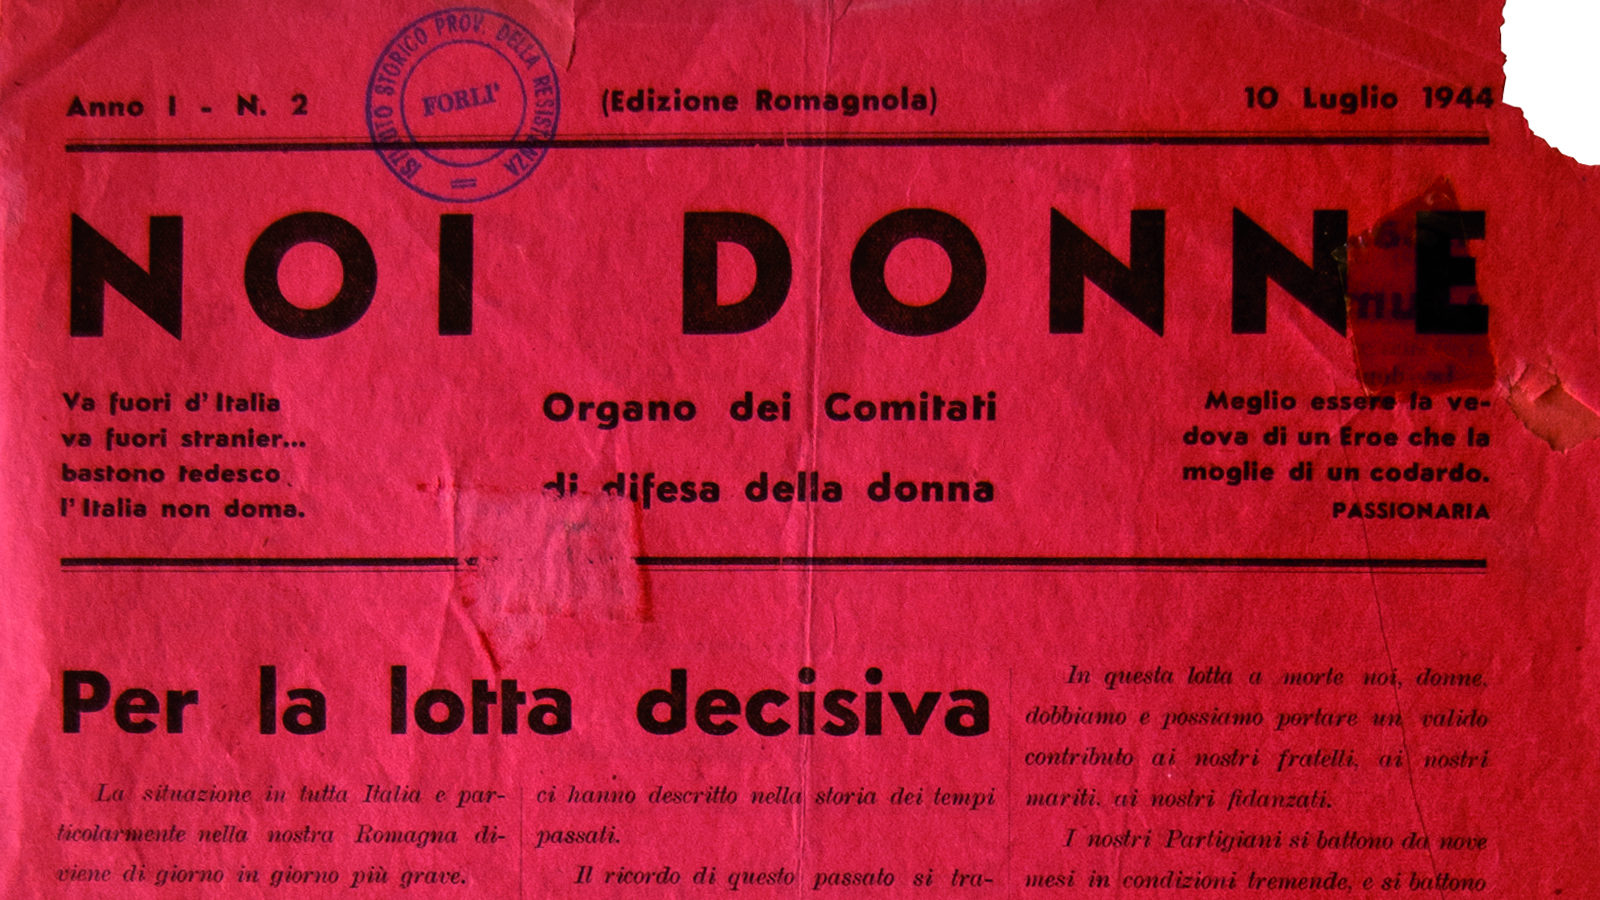 ISTITUTO STORICO PROV. DELLA RESISTENZA
FORLI'
Anno I - N. 2
(Edizione Romagnola)
10 Luglio 1944
NOI DONNE
Va fuori d'Italia
va fuori stranier...
bastono tedesco
l'Italia non doma.
Organo dei Comitati
di difesa della donna
Meglio essere la ve-
dova di un Eroe che la
moglie di un codardo.
PASSIONARIA
Per la lotta decisiva
La situazione in tutta Italia e par-
ticolarmente nella nostra Romagna di-
viene di giorno in giorno più grave.
ci hanno descritto nella storia dei tempi
passati.
Il ricordo di questo passato si tra-
In questa lotta a morte noi, donne,
dobbiamo e possiamo portare un valido
contributo ai nostri fratelli, ai nostri
mariti, ai nostri fidanzati.
I nostri Partigiani si battono da nove
mesi in condizioni tremende, e si battono